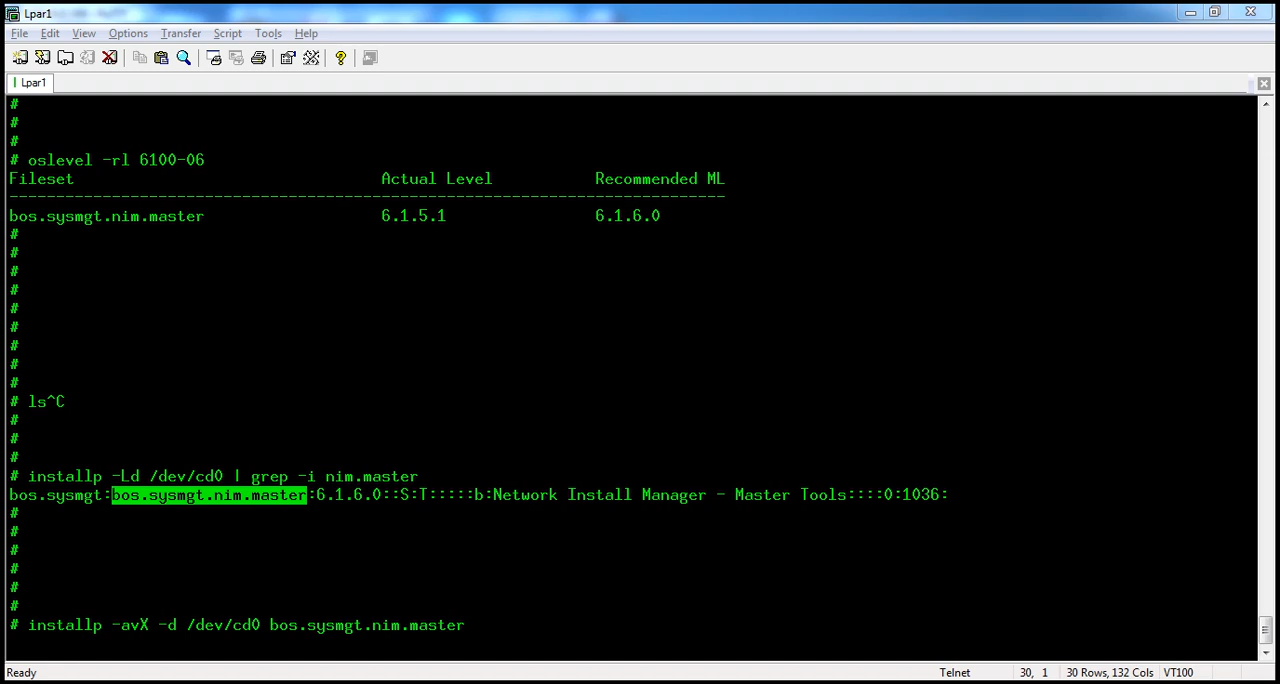 Lpar1
File Edit View Options Transfer Script Tools Help
Lpar1
#
#
#
# oslevel -rl 6100-06
Fileset Actual Level Recommended ML
-----------------------------------------------------------------------------
bos.sysmgt.nim.master 6.1.5.1 6.1.6.0
#
#
#
#
#
#
#
#
#
# ls^C
#
#
#
# installp -Ld /dev/cd0 | grep -i nim.master
bos.sysmgt:bos.sysmgt.nim.master:6.1.6.0::S:T:::::b:Network Install Manager - Master Tools::::0:1036:
#
#
#
#
#
#
# installp -avX -d /dev/cd0 bos.sysmgt.nim.master
Ready Telnet 30, 1 30 Rows, 132 Cols VT100